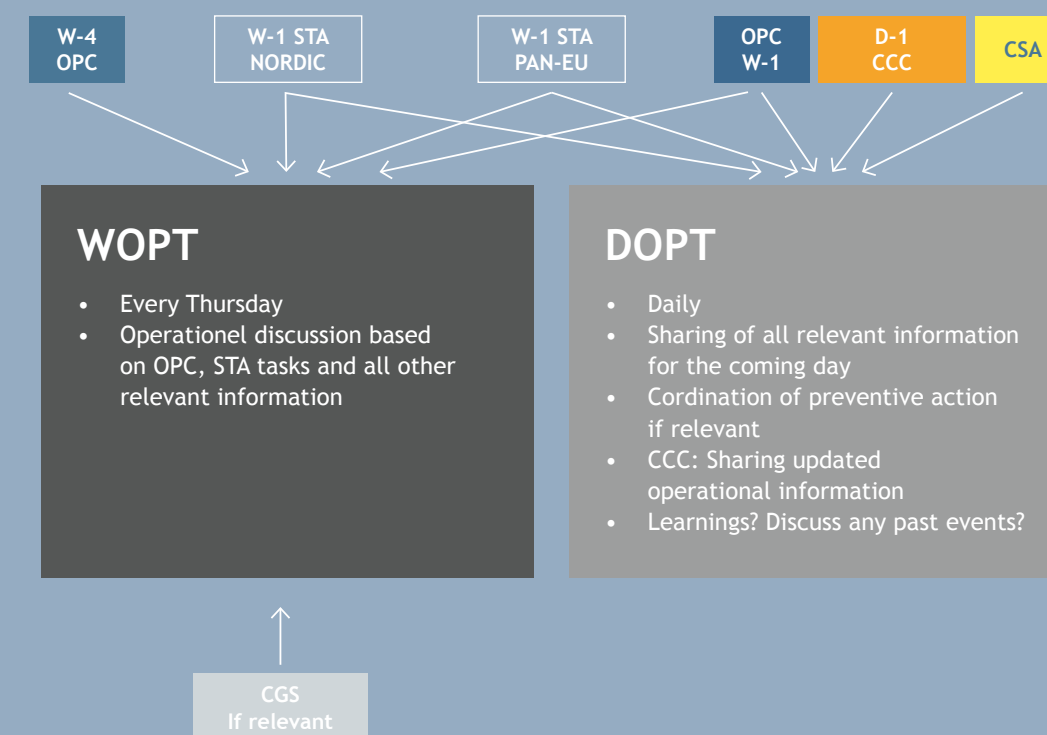 W-4
OPC
W-1 STA
NORDIC
W-1 STA
PAN-EU
OPC
W-1
D-1
CCC
CSA
WOPT
• Every Thursday
• Operationel discussion based
on OPC, STA tasks and all other
relevant information
DOPT
• Daily
• Sharing of all relevant information
for the coming day
• Cordination of preventive action
if relevant
• CCC: Sharing updated
operational information
• Learnings? Discuss any past events?
CGS
If relevant